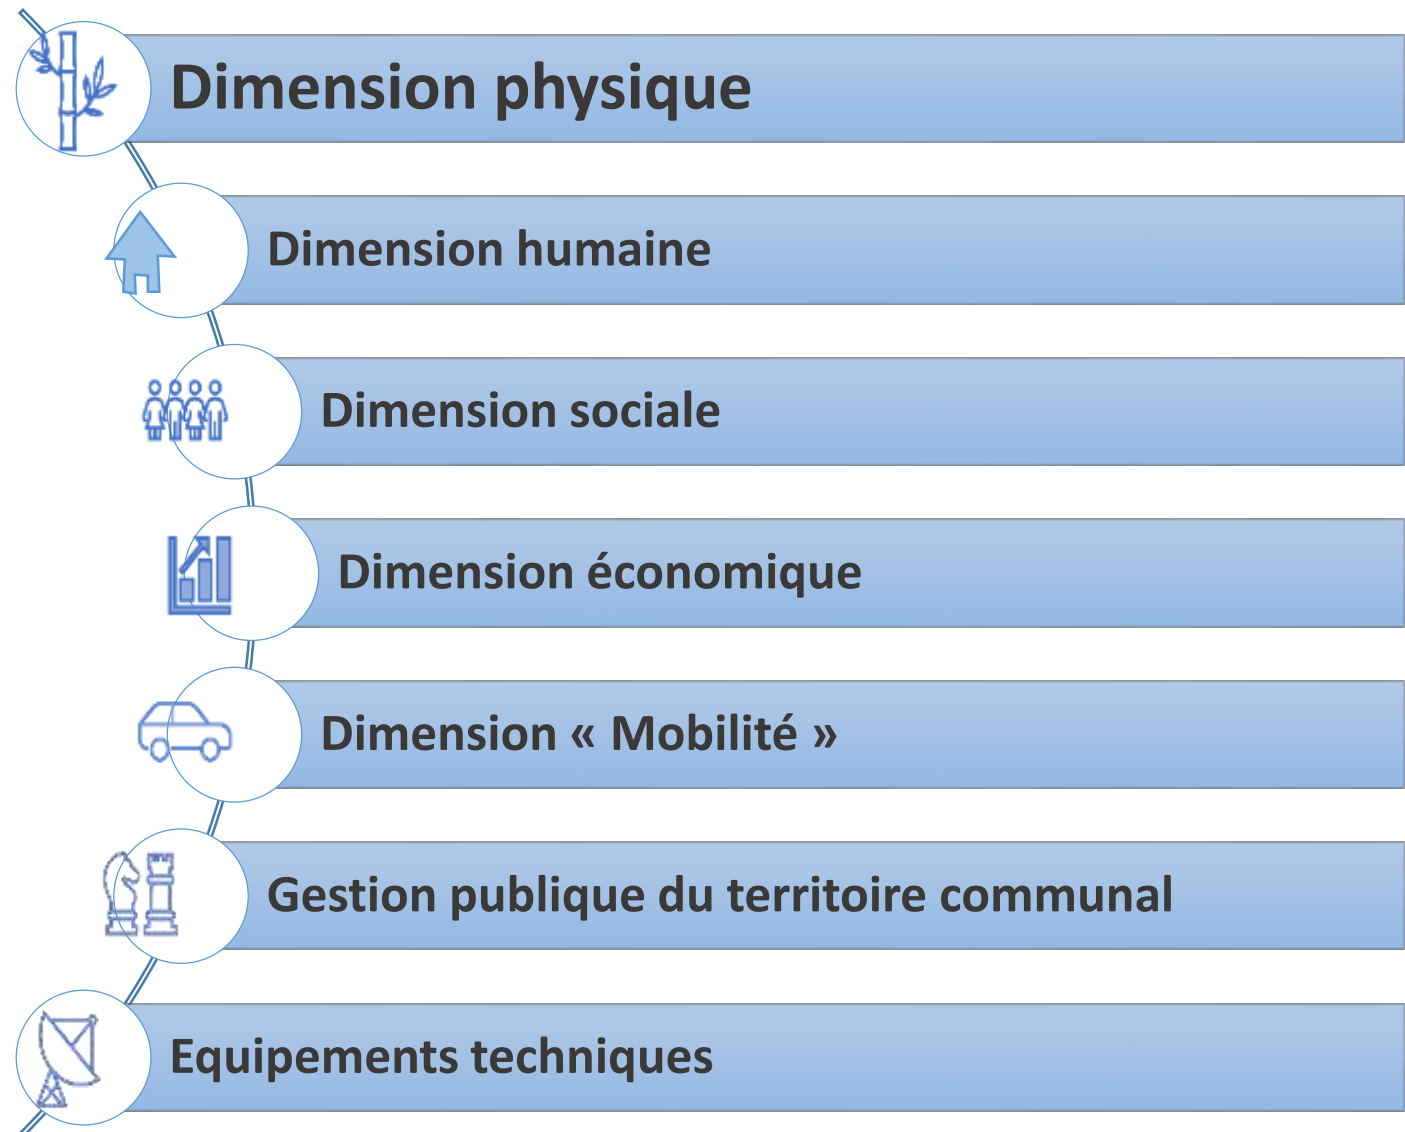 Dimension physique
Dimension humaine
Dimension sociale
Dimension économique
Dimension « Mobilité »
Gestion publique du territoire communal
Equipements techniques